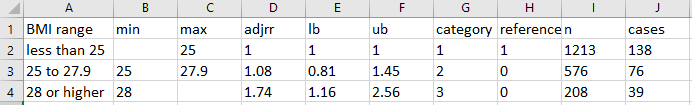 A B C D E F G H I J
1 BMI range min max adjrr lb ub category reference n cases
2 less than 25 25 1 1 1 1 1 1213 138
3 25 to 27.9 25 27.9 1.08 0.81 1.45 2 0 576 76
4 28 or higher 28 1.74 1.16 2.56 3 0 208 39